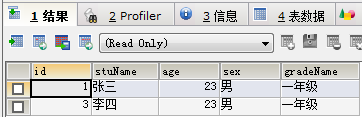 1 结果 2 Profiler 3 信息 4 表数据
(Read Only)
id stuName age sex gradeName
1 张三 23 男 一年级
3 李四 23 男 一年级